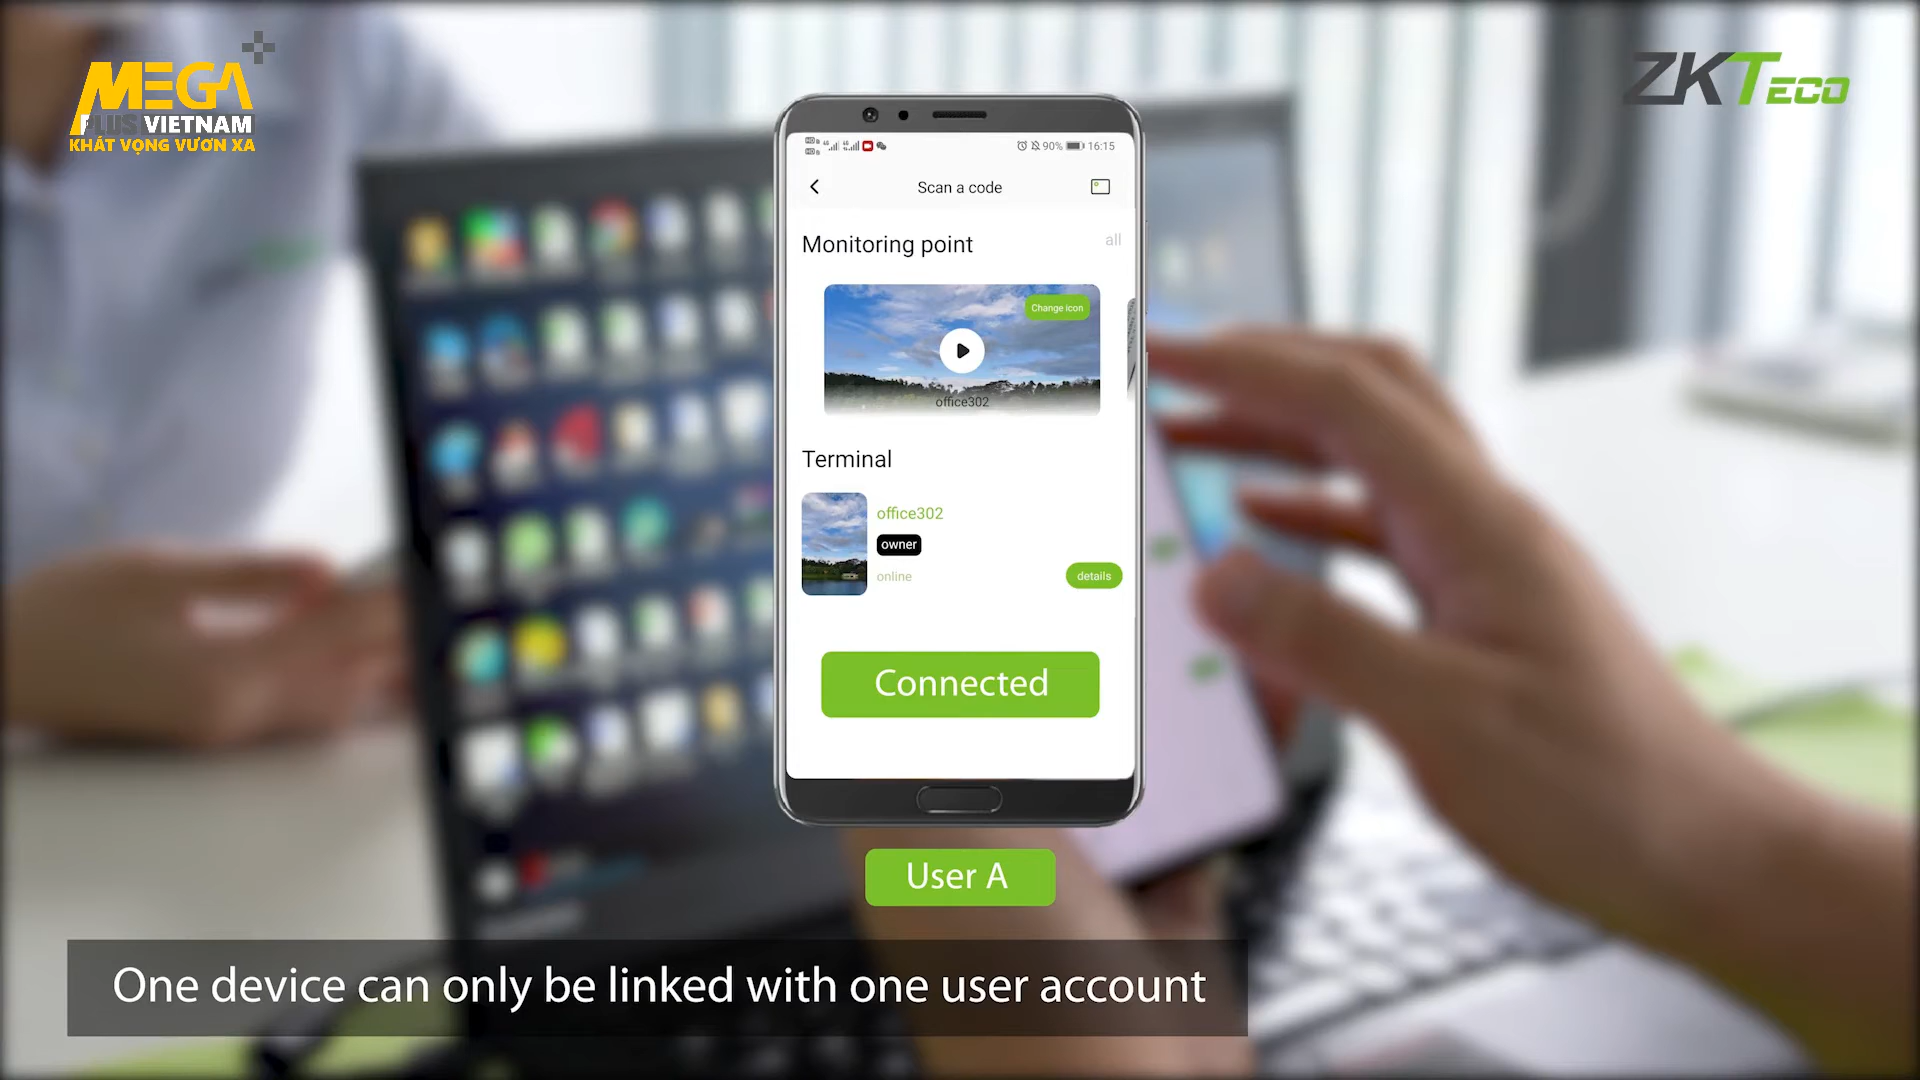 MEGA
PLUS VIETNAM
KHÁT VỌNG VƯƠN XA
ZKTECO
90% 16:15
Scan a code
Monitoring point
all
Change icon
office302
Terminal
office302
owner
online
details
Connected
User A
One device can only be linked with one user account